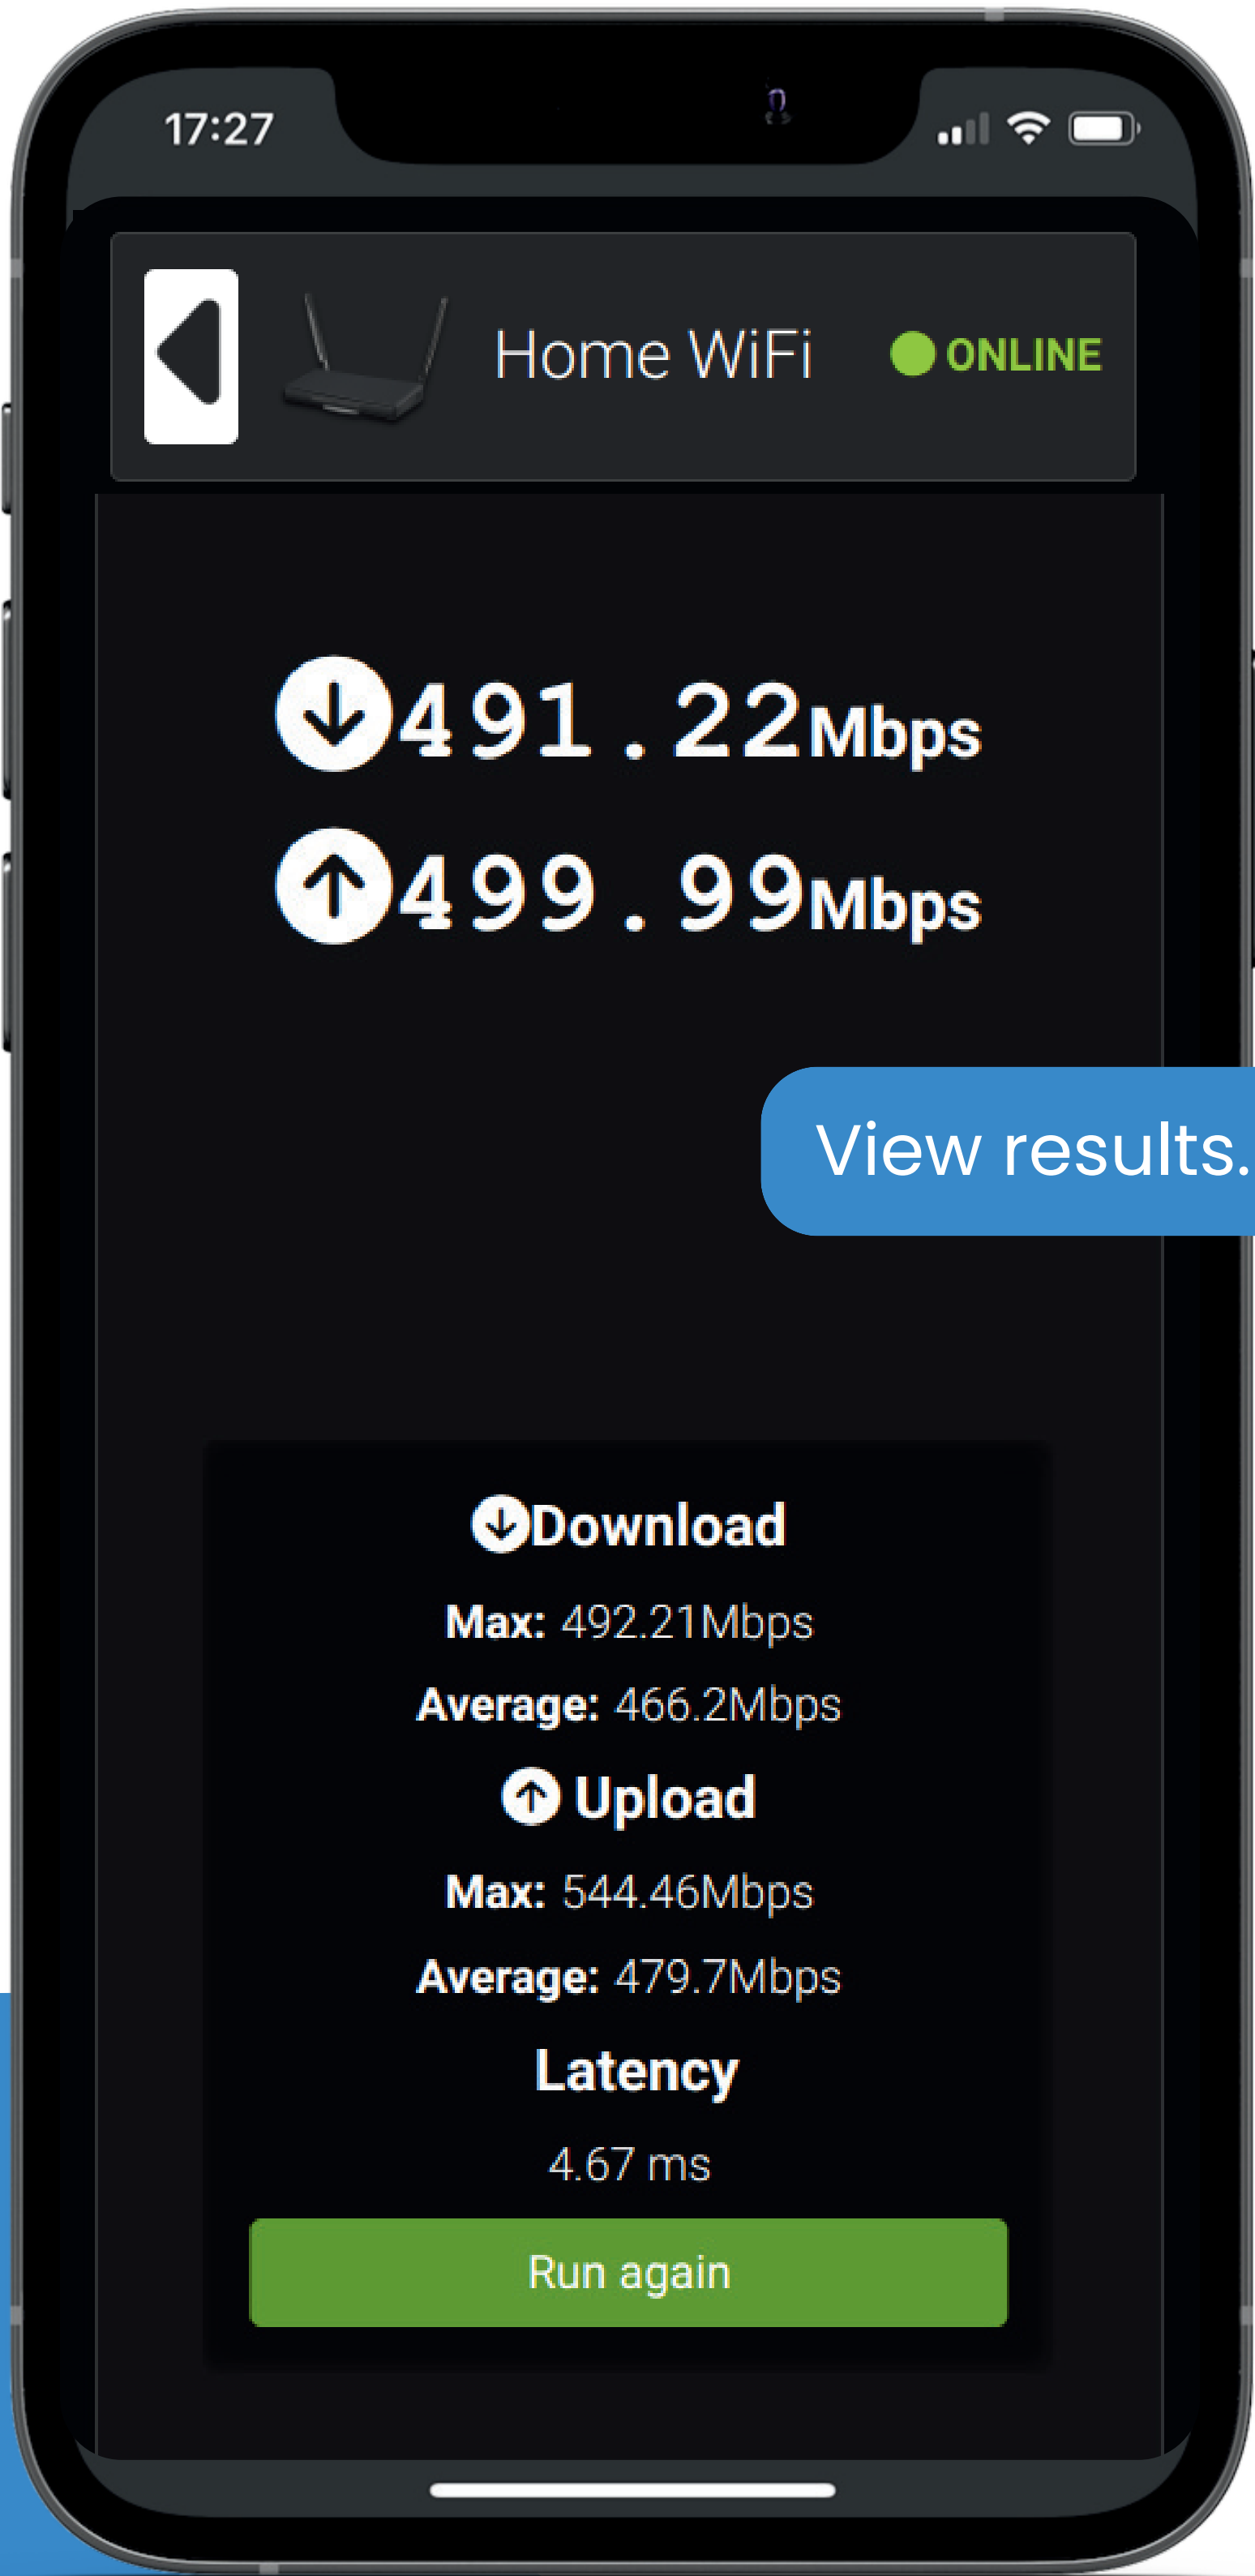 17:27
Home WiFi
ONLINE
491.22Mbps
499.99Mbps
View results.
Download
Max: 492.21Mbps
Average: 466.2Mbps
Upload
Max: 544.46Mbps
Average: 479.7Mbps
Latency
4.67 ms
Run again